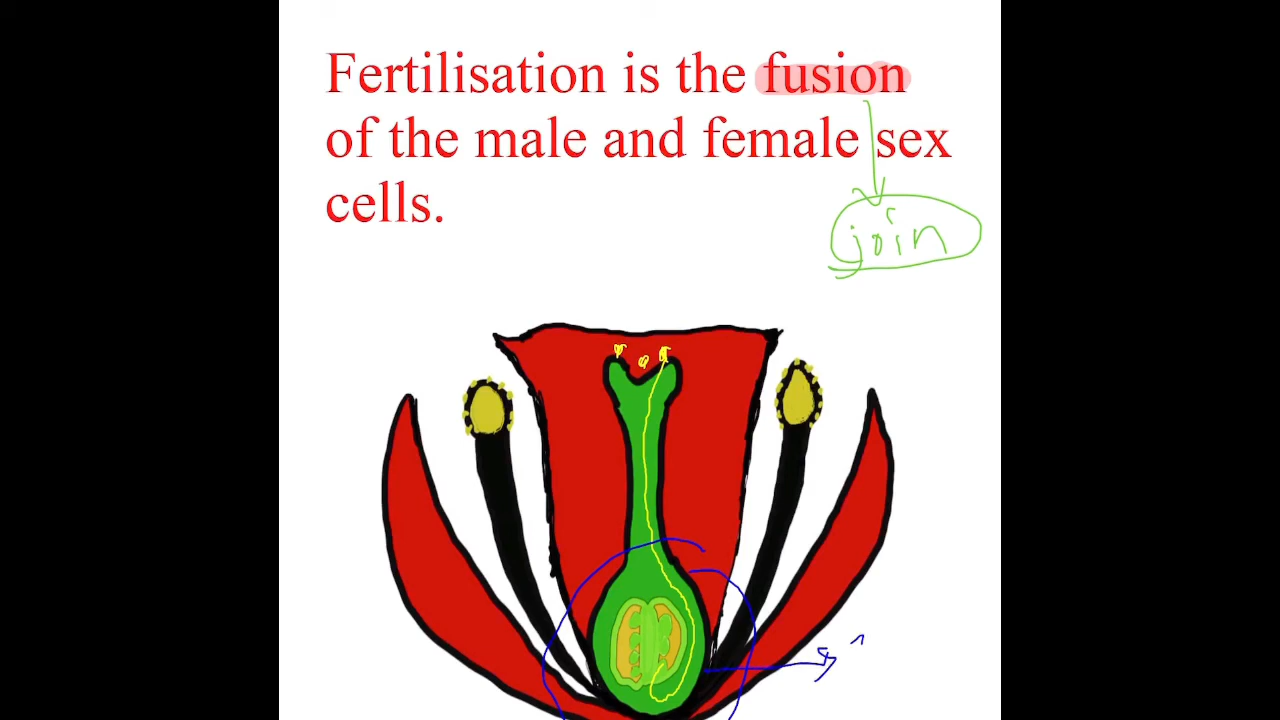 Fertilisation is the fusion
of the male and female sex
cells.
join